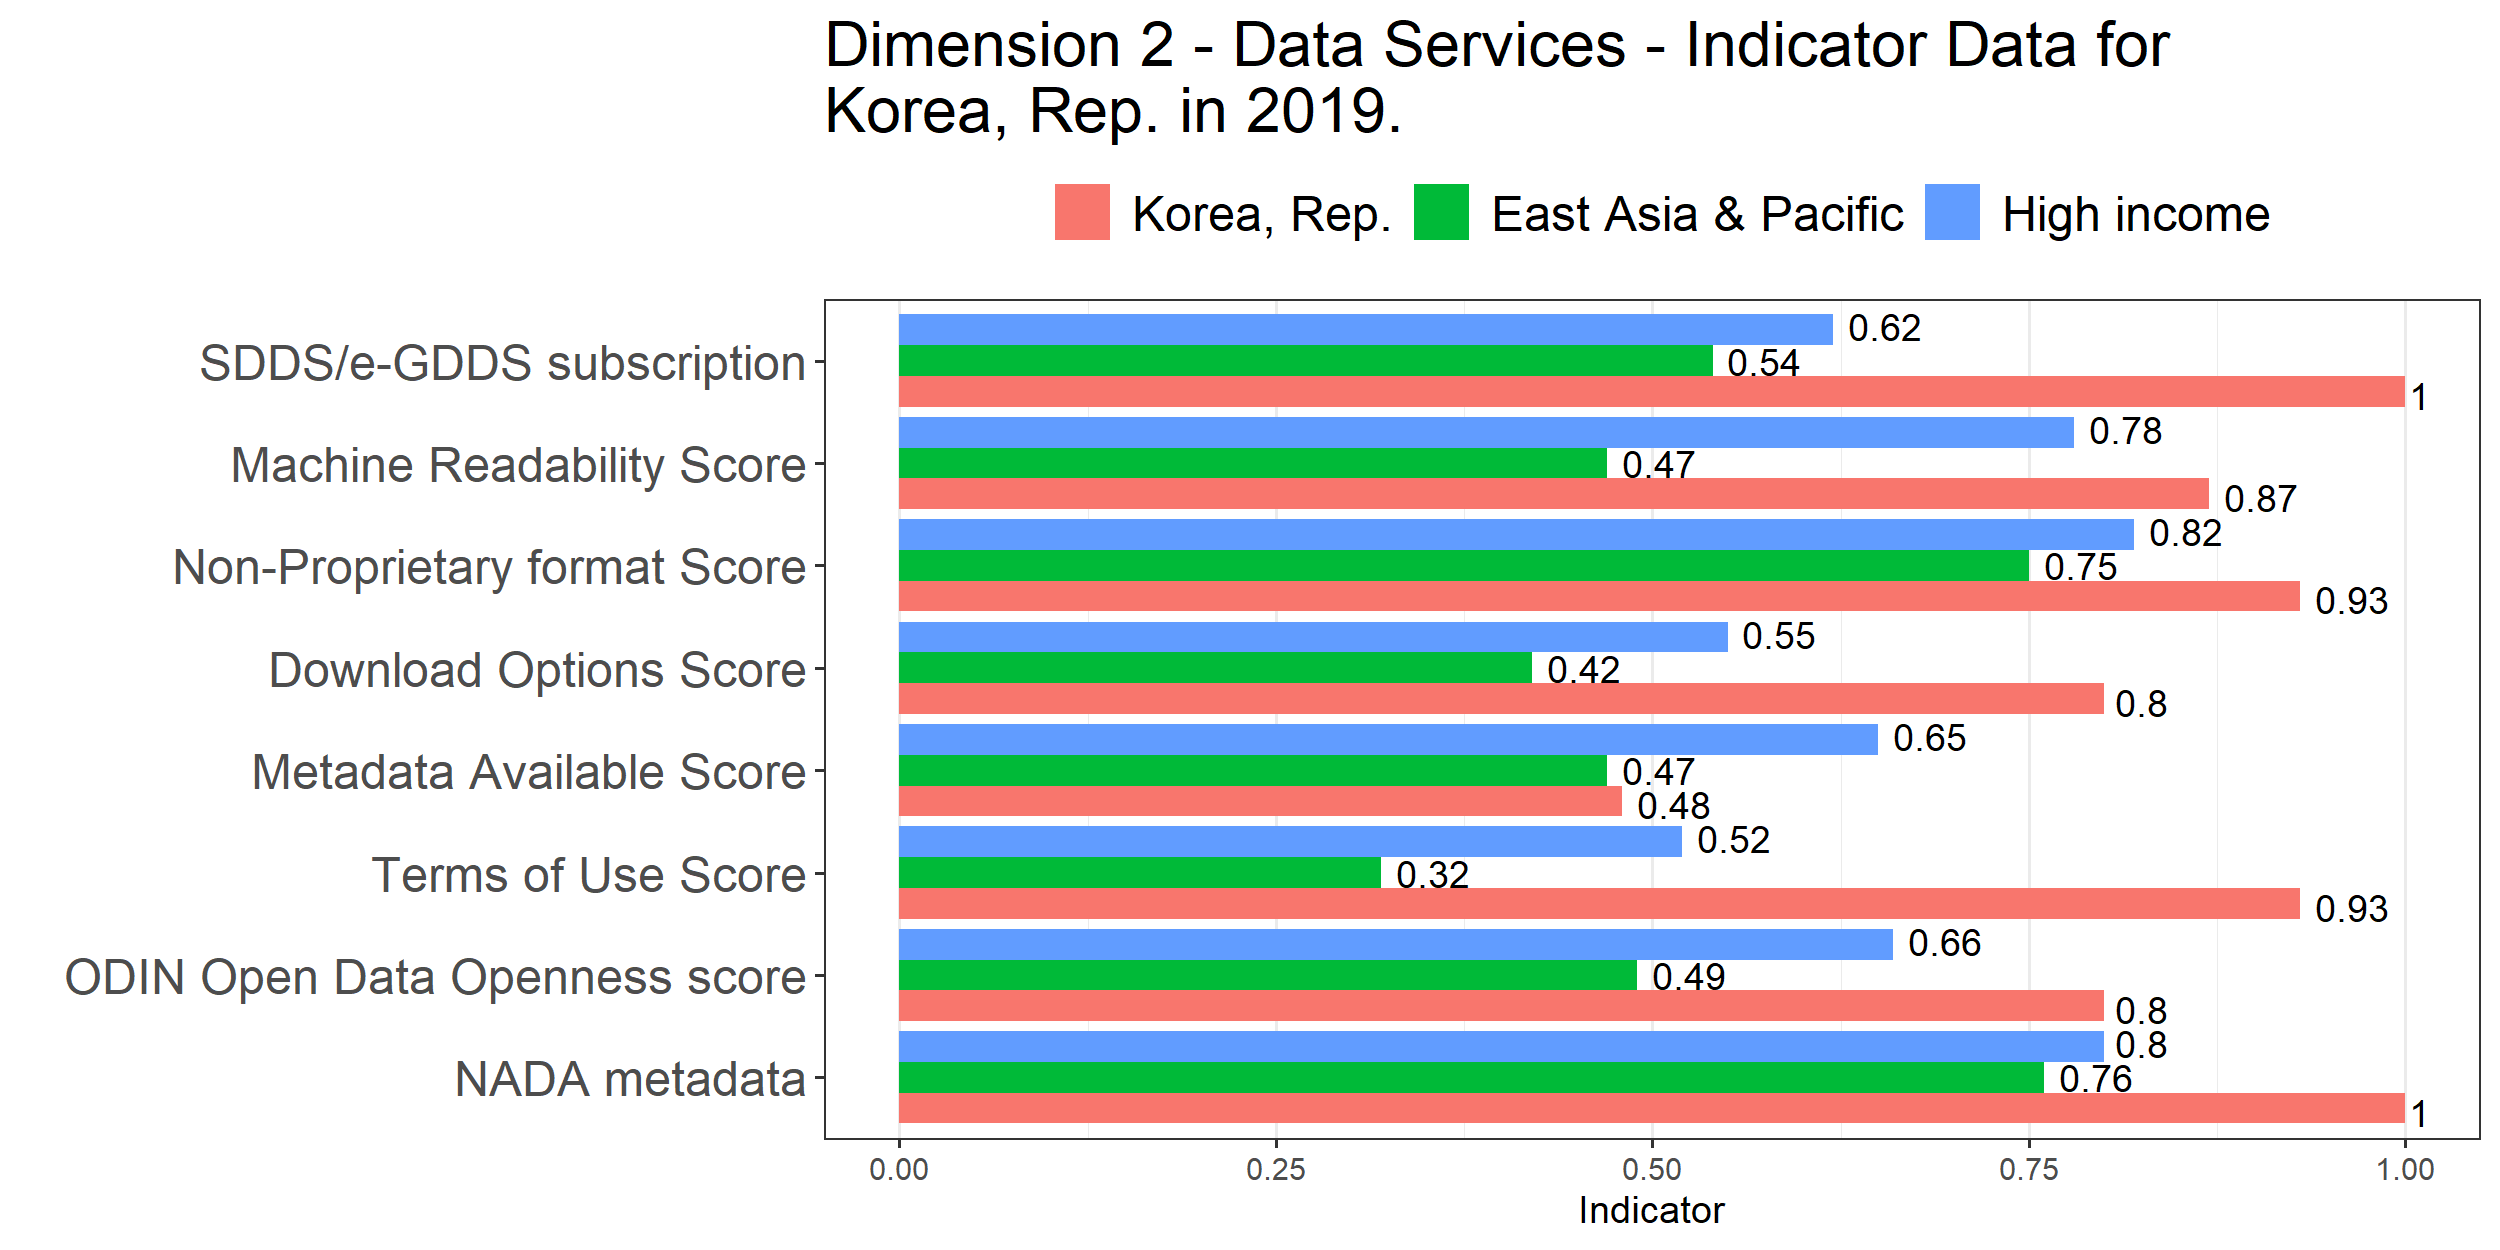 Dimension 2 - Data Services - Indicator Data for
Korea, Rep. in 2019.
Korea, Rep. East Asia & Pacific High income
SDDS/e-GDDS subscription
0.62
0.54
1
Machine Readability Score
0.78
0.47
0.87
Non-Proprietary format Score
0.82
0.75
0.93
Download Options Score
0.55
0.42
0.8
Metadata Available Score
0.65
0.47
0.48
Terms of Use Score
0.52
0.32
0.93
ODIN Open Data Openness score
0.66
0.49
0.8
NADA metadata
0.8
0.76
1
0.00 0.25 0.50 0.75 1.00
Indicator